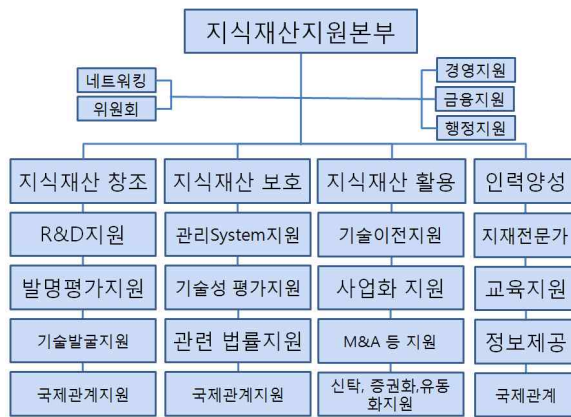 지식재산지원본부
네트워킹
위원회
경영지원
금융지원
행정지원
지식재산 창조
지식재산 보호
지식재산 활용
인력양성
R&D지원
관리System지원
기술이전지원
지재전문가
발명평가지원
기술성 평가지원
사업화 지원
교육지원
기술발굴지원
관련 법률지원
M&A 등 지원
정보제공
국제관계지원
국제관계지원
신탁, 증권화,유동
화지원
국제관계